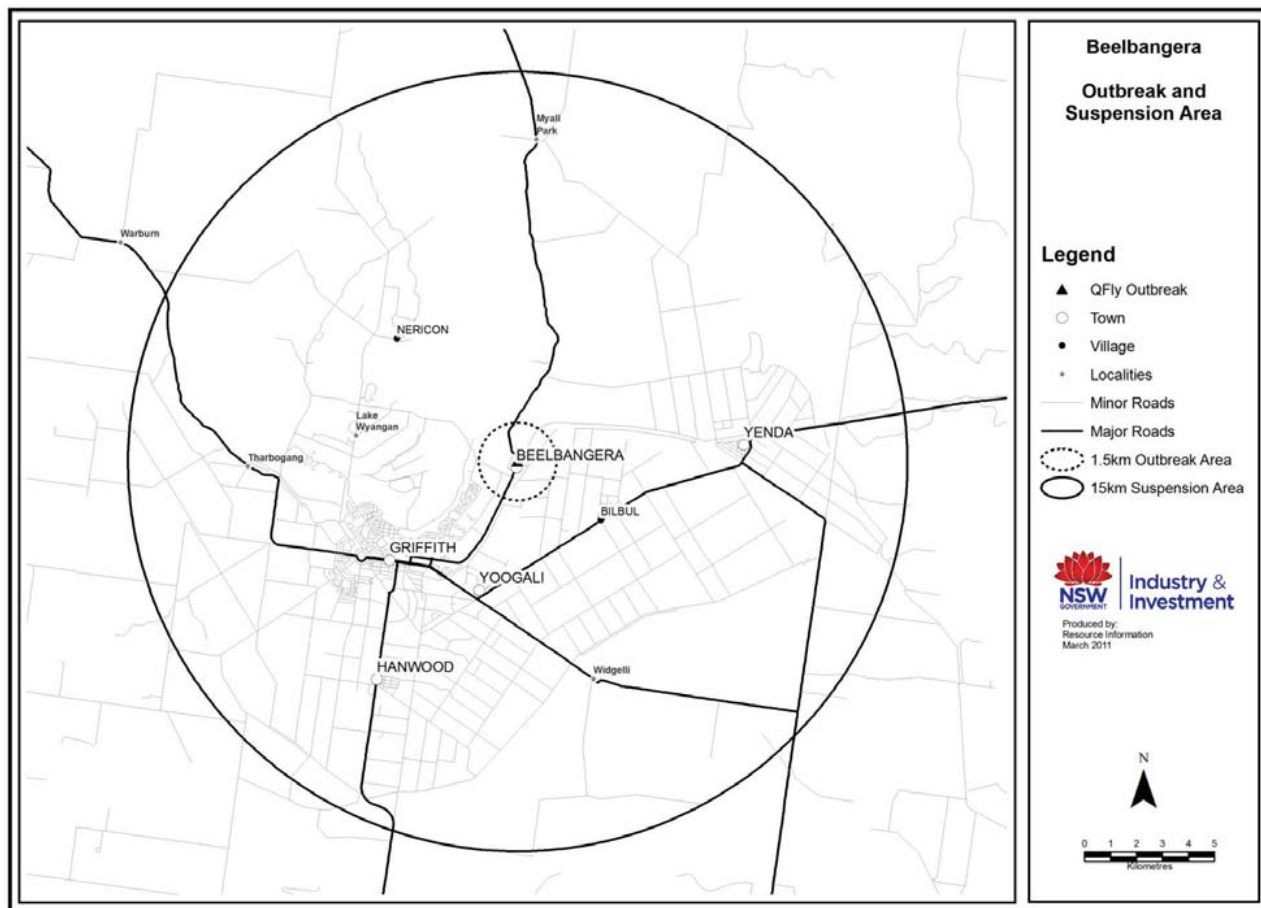 Beelbangera
Outbreak and
Suspension Area
Myall
Park
Warburn
NERICON
Lake
Wyangan
Tharbogang
BEELBANGERA
YENDA
BILBUL
GRIFFITH
YOOGALI
HANWOOD
Widgelli
Legend
QFly Outbreak
Town
Village
Localities
Minor Roads
Major Roads
1.5km Outbreak Area
15km Suspension Area
NSW
GOVERNMENT
Industry &
Investment
Produced by:
Resource Information
March 2011
N
0 1 2 3 4 5
Kilometres